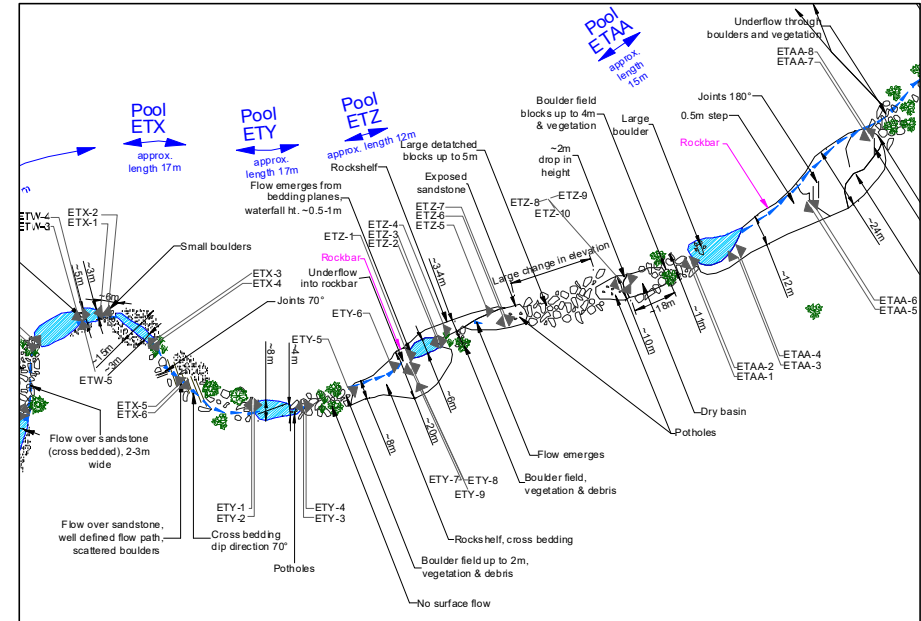 Pool
ETX
approx.
length 17m
Pool
ETY
approx.
length 17m
Pool
ETZ
approx. length 12m
Pool
ETAA
approx.
length
15m
Underflow through
boulders and vegetation
ETAA-8
ETAA-7
Joints 180°
0.5m step
Rockbar
Large
boulder
Boulder field
blocks up to 4m
& vegetation
~2m
drop in
height
Large detatched
blocks up to 5m
Rockshelf
Exposed
sandstone
Flow emerges from
bedding planes,
waterfall ht. ~0.5-1m
ETZ-1
ETZ-4
ETZ-3
ETZ-2
ETZ-7
ETZ-6
ETZ-5
ETZ-8
ETZ-9
ETZ-10
Rockbar
Underflow
into rockbar
Large change in elevation
~3-4m
ETY-6
ETY-5
ETW-4
ETW-3
ETX-2
ETX-1
Small boulders
ETX-3
ETX-4
Joints 70°
~5m
~3m
~6m
~15m
~3m
ETW-5
ETX-5
ETX-6
~8m
~4m
~8m
~20m
~6m
~10m
~18m
~11m
~12m
~24m
ETAA-6
ETAA-5
ETAA-4
ETAA-3
ETAA-2
ETAA-1
Dry basin
Potholes
Flow emerges
Boulder field,
vegetation & debris
ETY-7
ETY-8
ETY-9
Rockshelf, cross bedding
Boulder field up to 2m,
vegetation & debris
No surface flow
ETY-4
ETY-3
ETY-1
ETY-2
Potholes
Cross bedding
dip direction 70°
Flow over sandstone
(cross bedded), 2-3m
wide
Flow over sandstone,
well defined flow path,
scattered boulders